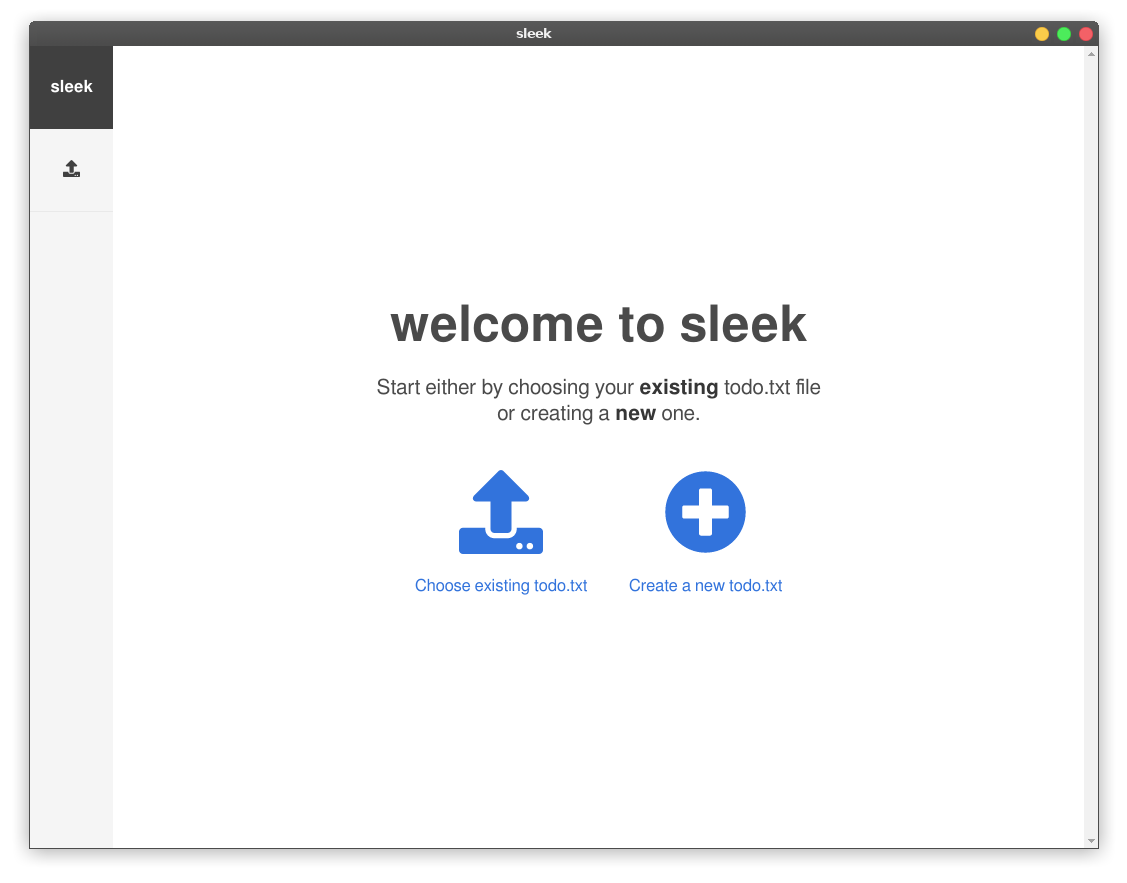 sleek
sleek
welcome to sleek
Start either by choosing your existing todo.txt file
or creating a new one.
Choose existing todo.txt
Create a new todo.txt